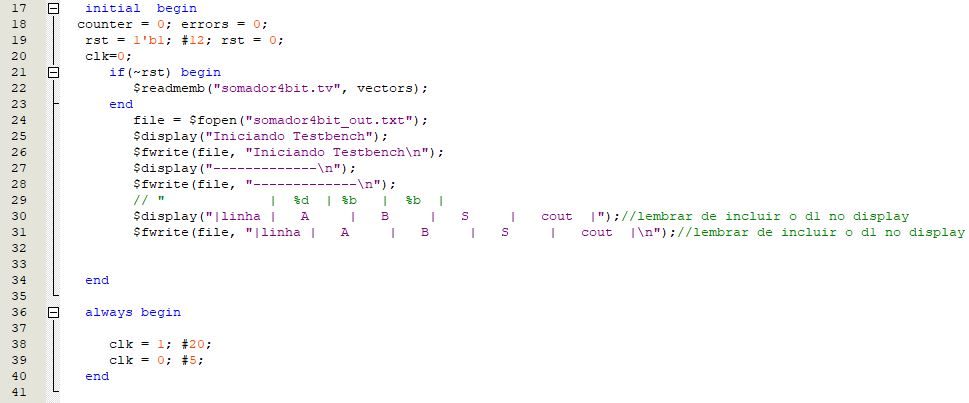 17 initial  begin
18 counter = 0; errors = 0;
19 rst = 1'b1; #12; rst = 0;
20 clk=0;
21 if(~rst) begin
22 $readmemb("somador4bit.tv", vectors);
23 end
24 file = $fopen("somador4bit_out.txt");
25 $display("Iniciando Testbench");
26 $fwrite(file, "Iniciando Testbench\n");
27 $display("-------------\n");
28 $fwrite(file, "-------------\n");
29 // "             |  %d  | %b   |  %b  |
30 $display("|linha |   A     |   B     |   S     |   cout  |");//lembrar de incluir o dl no display
31 $fwrite(file, "|linha |   A     |   B     |   S     |   cout  |\n");//lembrar de incluir o dl no display
32
33
34 end
35
36 always begin
37
38 clk = 1; #20;
39 clk = 0; #5;
40 end
41